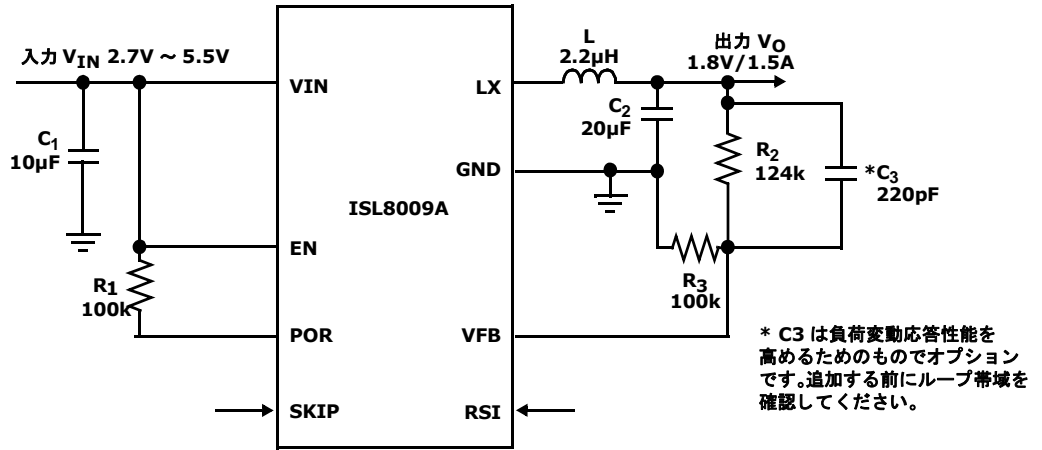 入力 VIN 2.7V ～ 5.5V
C1
10μF
R1
100k
VIN
EN
POR
SKIP
ISL8009A
LX
GND
VFB
RSI
L
2.2μH
出力 VO
1.8V/1.5A
C2
20μF
R2
124k
*C3
220pF
R3
100k
* C3 は負荷変動応答性能を
高めるためのものでオプション
です。追加する前にループ帯域を
確認してください。